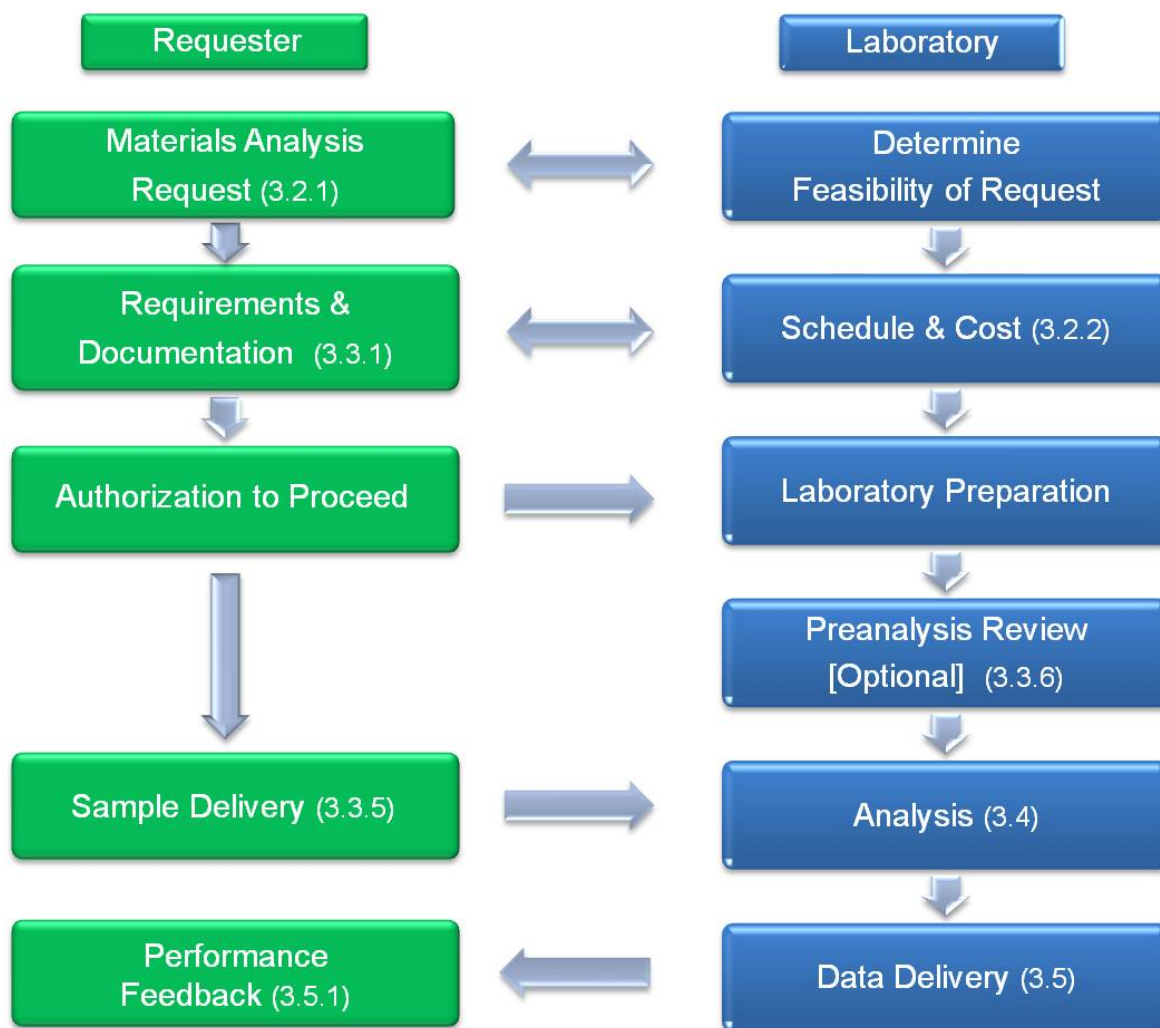 Requester
Laboratory
Materials Analysis
Request (3.2.1)
Determine
Feasibility of Request
Requirements &
Documentation (3.3.1)
Schedule & Cost (3.2.2)
Authorization to Proceed
Laboratory Preparation
Preanalysis Review
[Optional] (3.3.6)
Sample Delivery (3.3.5)
Analysis (3.4)
Performance
Feedback (3.5.1)
Data Delivery (3.5)